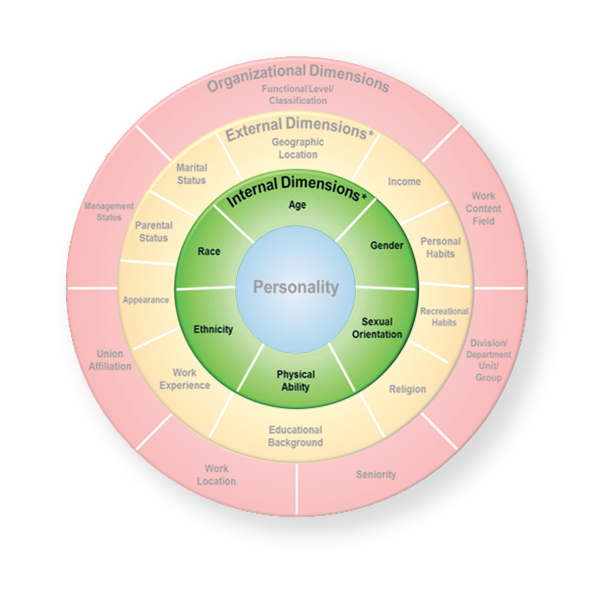 Organizational Dimensions
Functional Level/
Classification
External Dimensions*
Geographic
Location
Marital
Status
Income
Internal Dimensions*
Age
Management
Status
Work
Content
Field
Parental
Status
Race
Gender
Personal
Habits
Personality
Appearance
Ethnicity
Sexual
Orientation
Recreational
Habits
Union
Affiliation
Division/
Department
Unit/
Group
Work
Experience
Physical
Ability
Religion
Educational
Background
Work
Location
Seniority